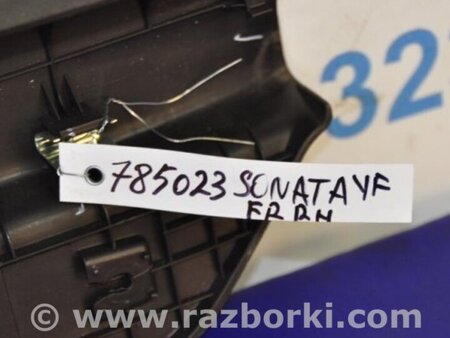 32
785023 SONATA YF
FR RH
© www.razborki.com